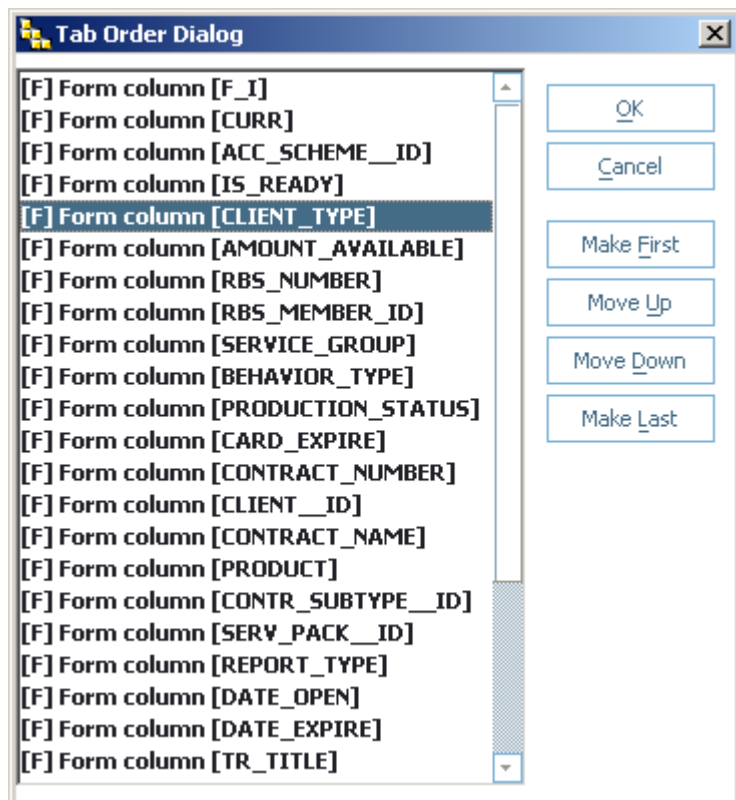 Tab Order Dialog
[F] Form column [F_I]
[F] Form column [CURR]
[F] Form column [ACC_SCHEME__ID]
[F] Form column [IS_READY]
[F] Form column [CLIENT_TYPE]
[F] Form column [AMOUNT_AVAILABLE]
[F] Form column [RBS_NUMBER]
[F] Form column [RBS_MEMBER_ID]
[F] Form column [SERVICE_GROUP]
[F] Form column [BEHAVIOR_TYPE]
[F] Form column [PRODUCTION_STATUS]
[F] Form column [CARD_EXPIRE]
[F] Form column [CONTRACT_NUMBER]
[F] Form column [CLIENT__ID]
[F] Form column [CONTRACT_NAME]
[F] Form column [PRODUCT]
[F] Form column [CONTR_SUBTYPE__ID]
[F] Form column [SERV_PACK__ID]
[F] Form column [REPORT_TYPE]
[F] Form column [DATE_OPEN]
[F] Form column [DATE_EXPIRE]
[F] Form column [TR_TITLE]
OK
Cancel
Make First
Move Up
Move Down
Make Last